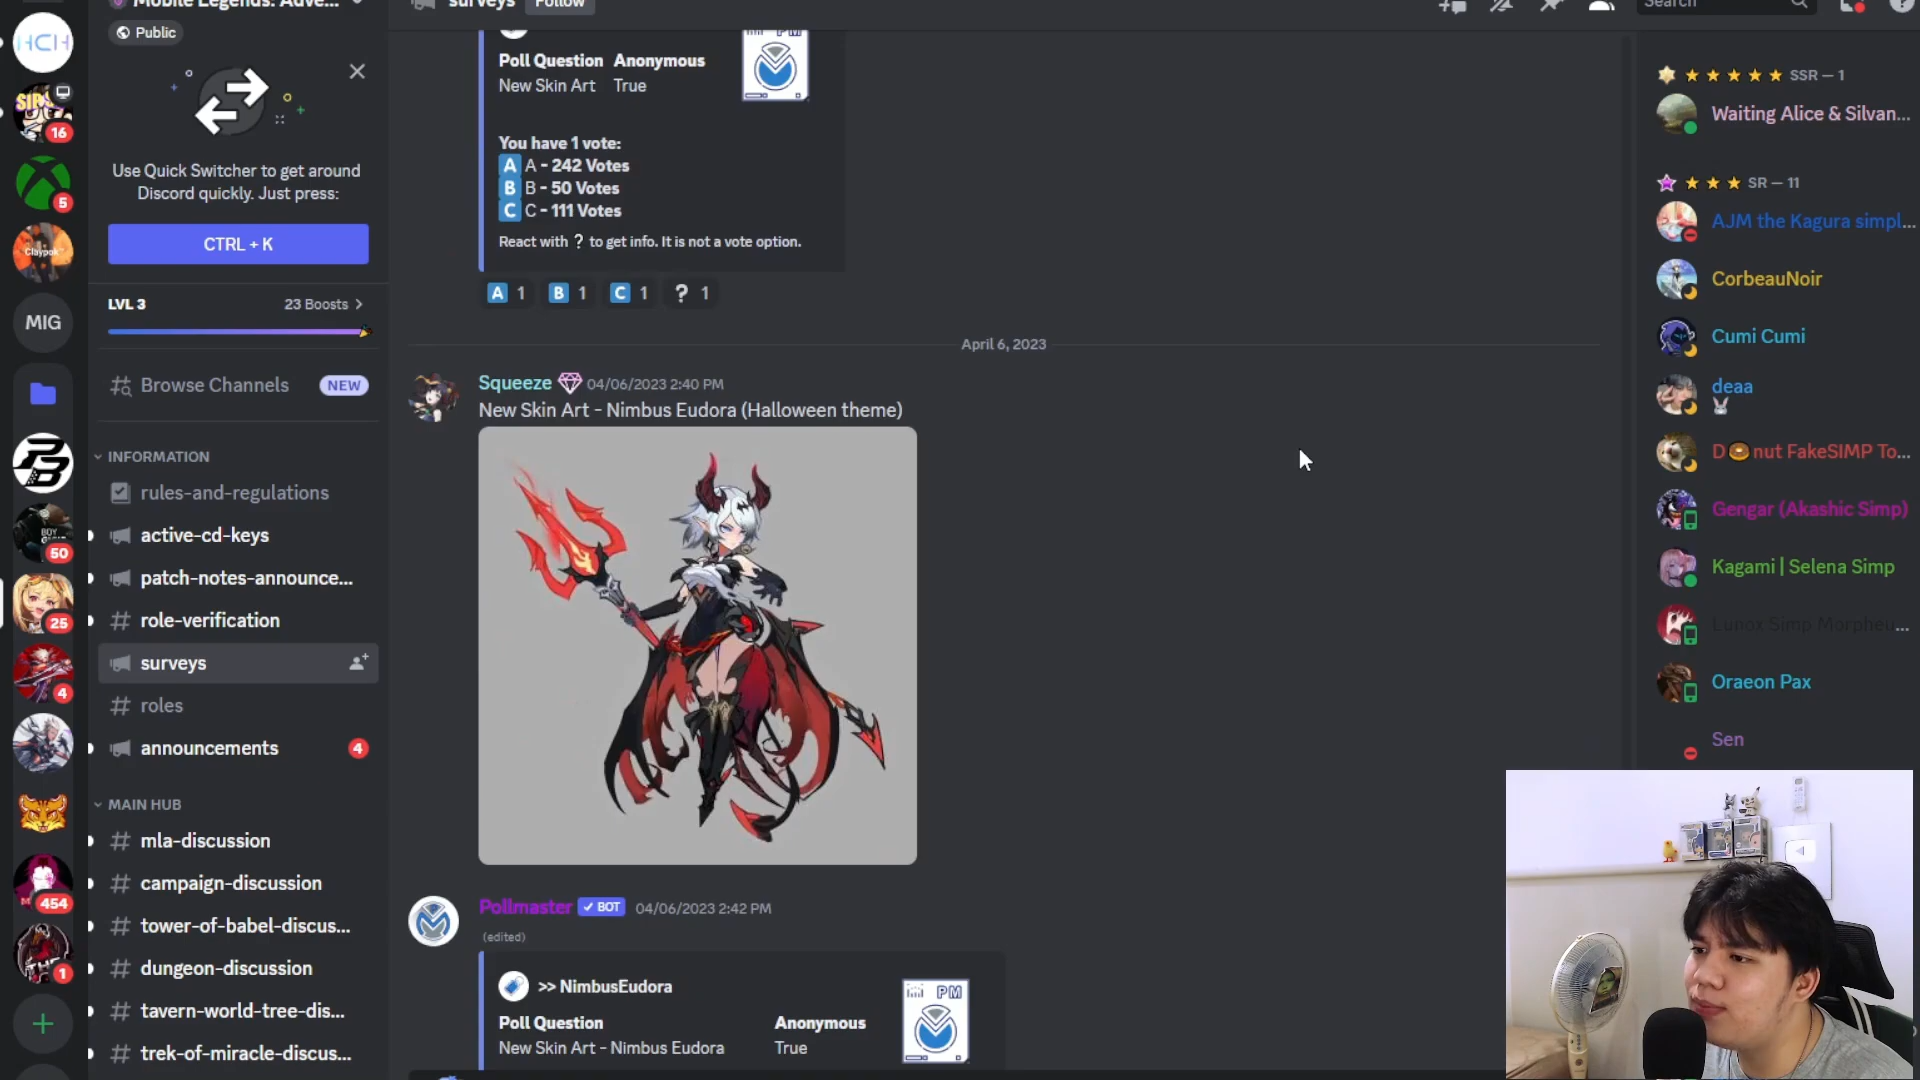 Mobile Legends: Adve...
surveys
Follow
Search
Public
Use Quick Switcher to get around
Discord quickly. Just press:
CTRL + K
LVL 3
23 Boosts
Browse Channels
NEW
INFORMATION
rules-and-regulations
active-cd-keys
patch-notes-announce...
role-verification
surveys
roles
announcements
4
MAIN HUB
mla-discussion
campaign-discussion
tower-of-babel-discus...
dungeon-discussion
tavern-world-tree-dis...
trek-of-miracle-discus...
HCH
16
5
Claypok
MIG
50
25
4
454
1
Poll Question Anonymous
New Skin Art True
PM
You have 1 vote:
A A - 242 Votes
B B - 50 Votes
C C - 111 Votes
React with ? to get info. It is not a vote option.
A 1 B 1 C 1 ? 1
April 6, 2023
Squeeze 04/06/2023 2:40 PM
New Skin Art - Nimbus Eudora (Halloween theme)
Pollmaster BOT 04/06/2023 2:42 PM
(edited)
>> NimbusEudora
PM
Poll Question Anonymous
New Skin Art - Nimbus Eudora True
SSR — 1
Waiting Alice & Silvan...
SR — 11
AJM the Kagura simpl...
CorbeauNoir
Cumi Cumi
deaa
D🍩nut FakeSIMP To...
Gengar (Akashic Simp)
Kagami | Selena Simp
Lunox Simp Morpheu...
Oraeon Pax
Sen